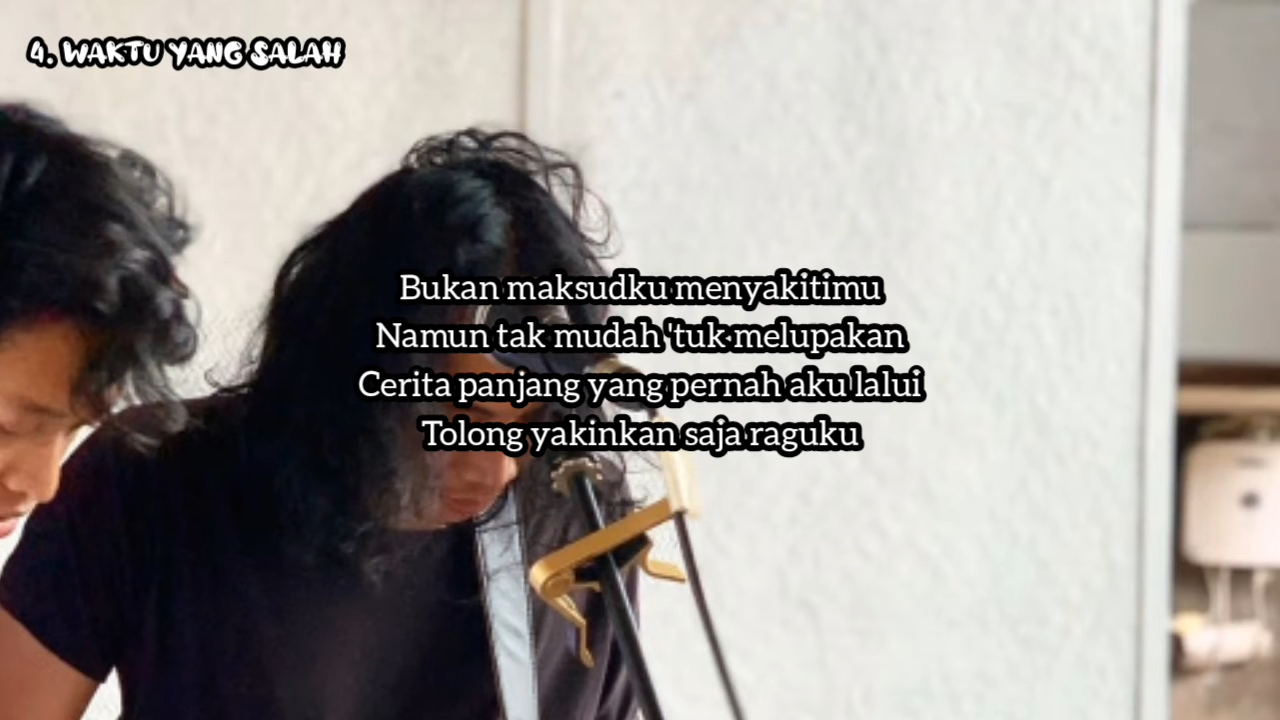 4. WAKTU YANG SALAH
Bukan maksudku menyakitimu
Namun tak mudah 'tuk melupakan
Cerita panjang yang pernah aku lalui
Tolong yakinkan saja raguku